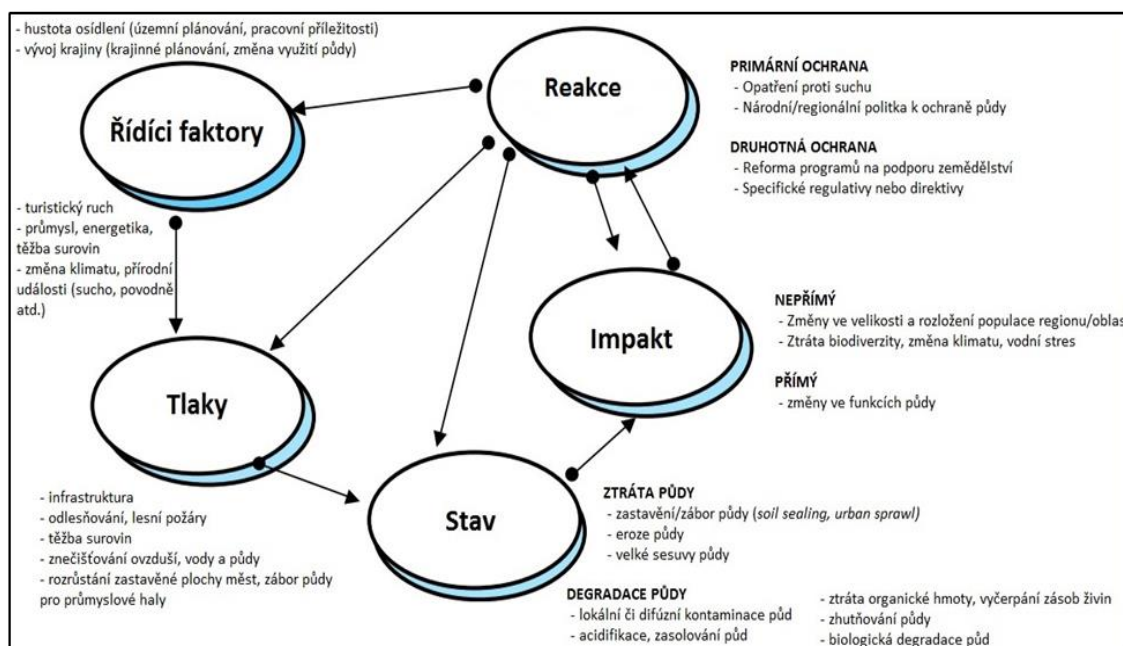 - hustota osídlení (územní plánování, pracovní příležitosti)
- vývoj krajiny (krajinné plánování, změna využití půdy)
Řídíci faktory
- turistický ruch
- průmysl, energetika,
těžba surovin
- změna klimatu, přírodní
události (sucho, povodně
atd.)
Reakce
PRIMÁRNÍ OCHRANA
- Opatření proti suchu
- Národní/regionální politka k ochraně půdy
DRUHOTNÁ OCHRANA
- Reforma programů na podporu zemědělství
- Specifické regulativy nebo direktivy
Impakt
NEPŘÍMÝ
- Změny ve velikosti a rozložení populace regionu/oblas
- Ztráta biodiverzity, změna klimatu, vodní stres
PŘÍMÝ
- změny ve funkcích půdy
Tlaky
- infrastruktura
- odlesňování, lesní požáry
- těžba surovin
- znečišťování ovzduší, vody a půdy
- rozrůstání zastavěné plochy měst, zábor půdy
pro průmyslové haly
Stav
ZTRÁTA PŮDY
- zastavění/zábor půdy (soil sealing, urban sprawl)
- eroze půdy
- velké sesuvy půdy
DEGRADACE PŮDY
- lokální či difúzní kontaminace půd
- acidifikace, zasolování půd
- ztráta organické hmoty, vyčerpání zásob živin
- zhutňování půdy
- biologická degradace půd